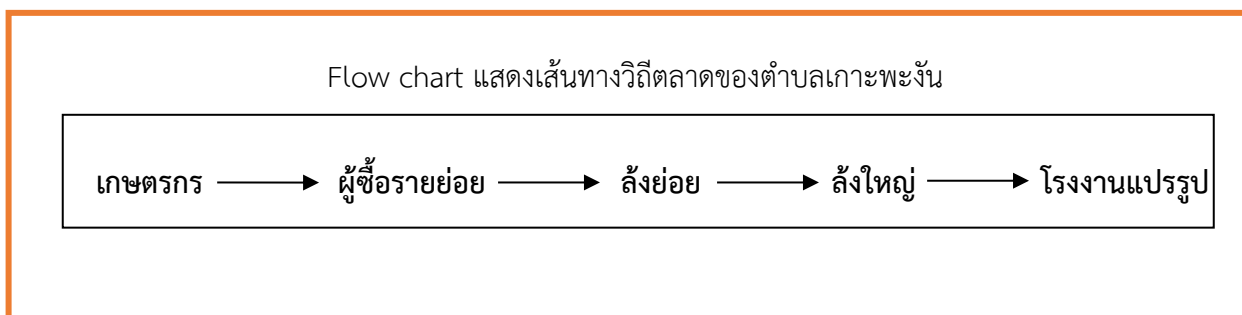 Flow chart แสดงเส้นทางวิถีตลาดของตำบลเกาะพะงัน
เกษตรกร ผู้ซื้อรายย่อย ล้งย่อย ล้งใหญ่ โรงงานแปรรูป